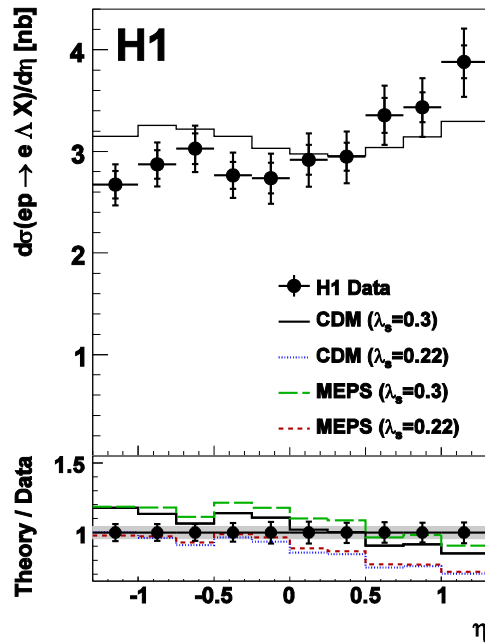 H1
dσ(ep → e Λ X)/dη [nb]
4
3
2
1
H1 Data
CDM (λs=0.3)
CDM (λs=0.22)
MEPS (λs=0.3)
MEPS (λs=0.22)
Theory / Data
1.5
1
-1 -0.5 0 0.5 1
η